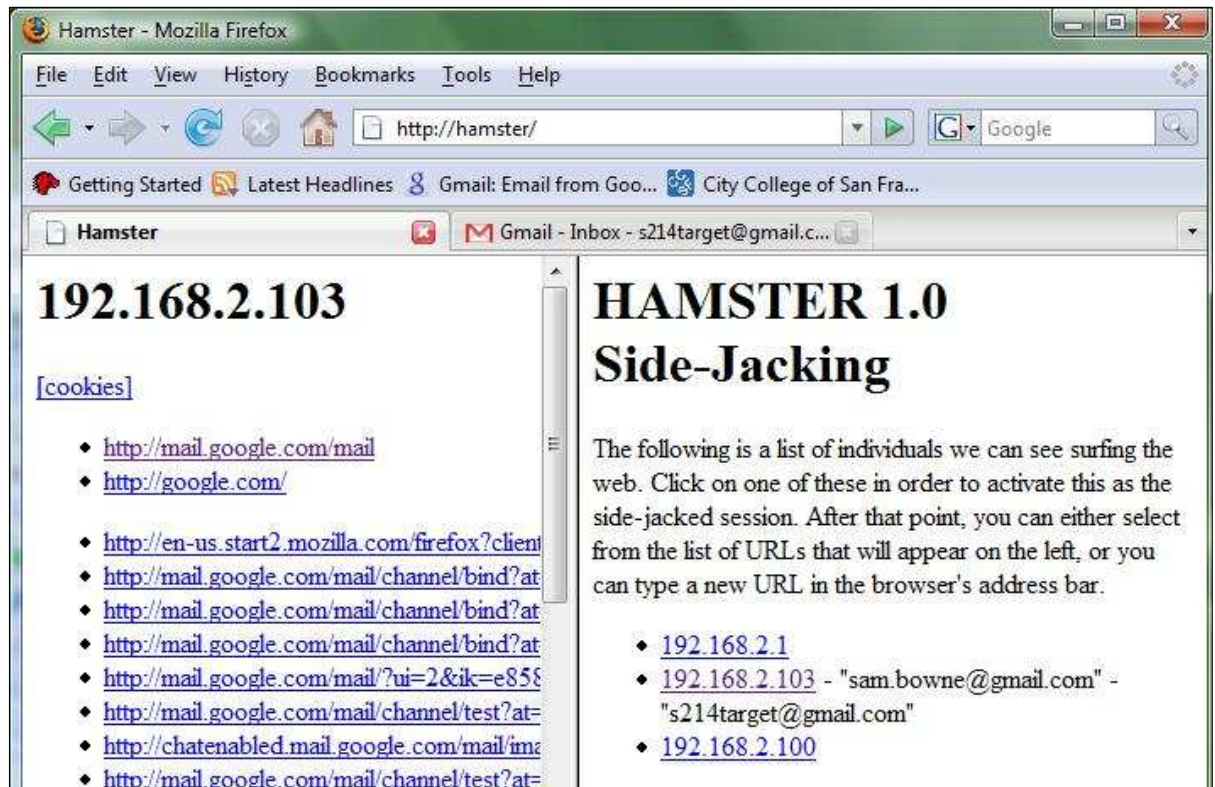 Hamster - Mozilla Firefox
File Edit View History Bookmarks Tools Help
http://hamster/
G Google
Getting Started Latest Headlines Gmail: Email from Goo... City College of San Fra...
Hamster
Gmail - Inbox - s214target@gmail.c...
192.168.2.103
[cookies]
http://mail.google.com/mail
http://google.com/
http://en-us.start2.mozilla.com/firefox?client
http://mail.google.com/mail/channel/bind?at
http://mail.google.com/mail/channel/bind?at
http://mail.google.com/mail/channel/bind?at
http://mail.google.com/mail/?ui=2&ik=e858
http://mail.google.com/mail/channel/test?at=
http://chatenabled.mail.google.com/mail/ima
http://mail.google.com/mail/channel/test?at=
HAMSTER 1.0
Side-Jacking
The following is a list of individuals we can see surfing the
web. Click on one of these in order to activate this as the
side-jacked session. After that point, you can either select
from the list of URLs that will appear on the left, or you
can type a new URL in the browser's address bar.
192.168.2.1
192.168.2.103 - "sam.bowne@gmail.com" -
"s214target@gmail.com"
192.168.2.100